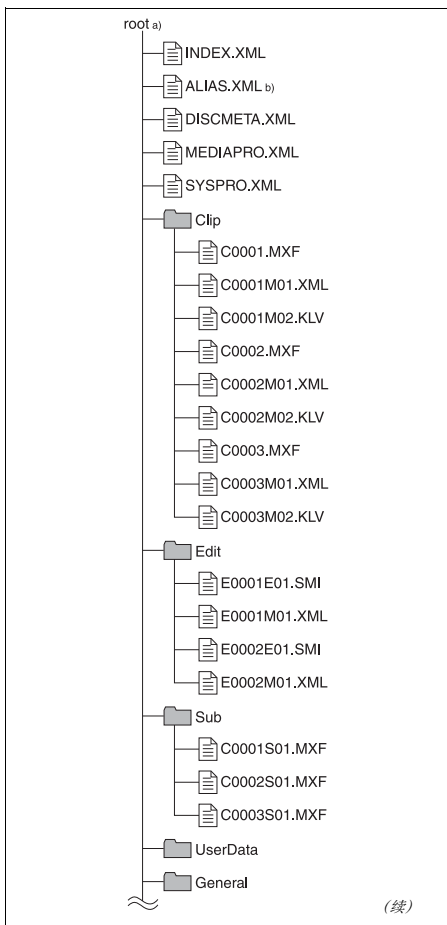 root a)
INDEX.XML
ALIAS.XML b)
DISCMETA.XML
MEDIAPRO.XML
SYSPRO.XML
Clip
C0001.MXF
C0001M01.XML
C0001M02.KLV
C0002.MXF
C0002M01.XML
C0002M02.KLV
C0003.MXF
C0003M01.XML
C0003M02.KLV
Edit
E0001E01.SMI
E0001M01.XML
E0002E01.SMI
E0002M01.XML
Sub
C0001S01.MXF
C0002S01.MXF
C0003S01.MXF
UserData
General
(续)